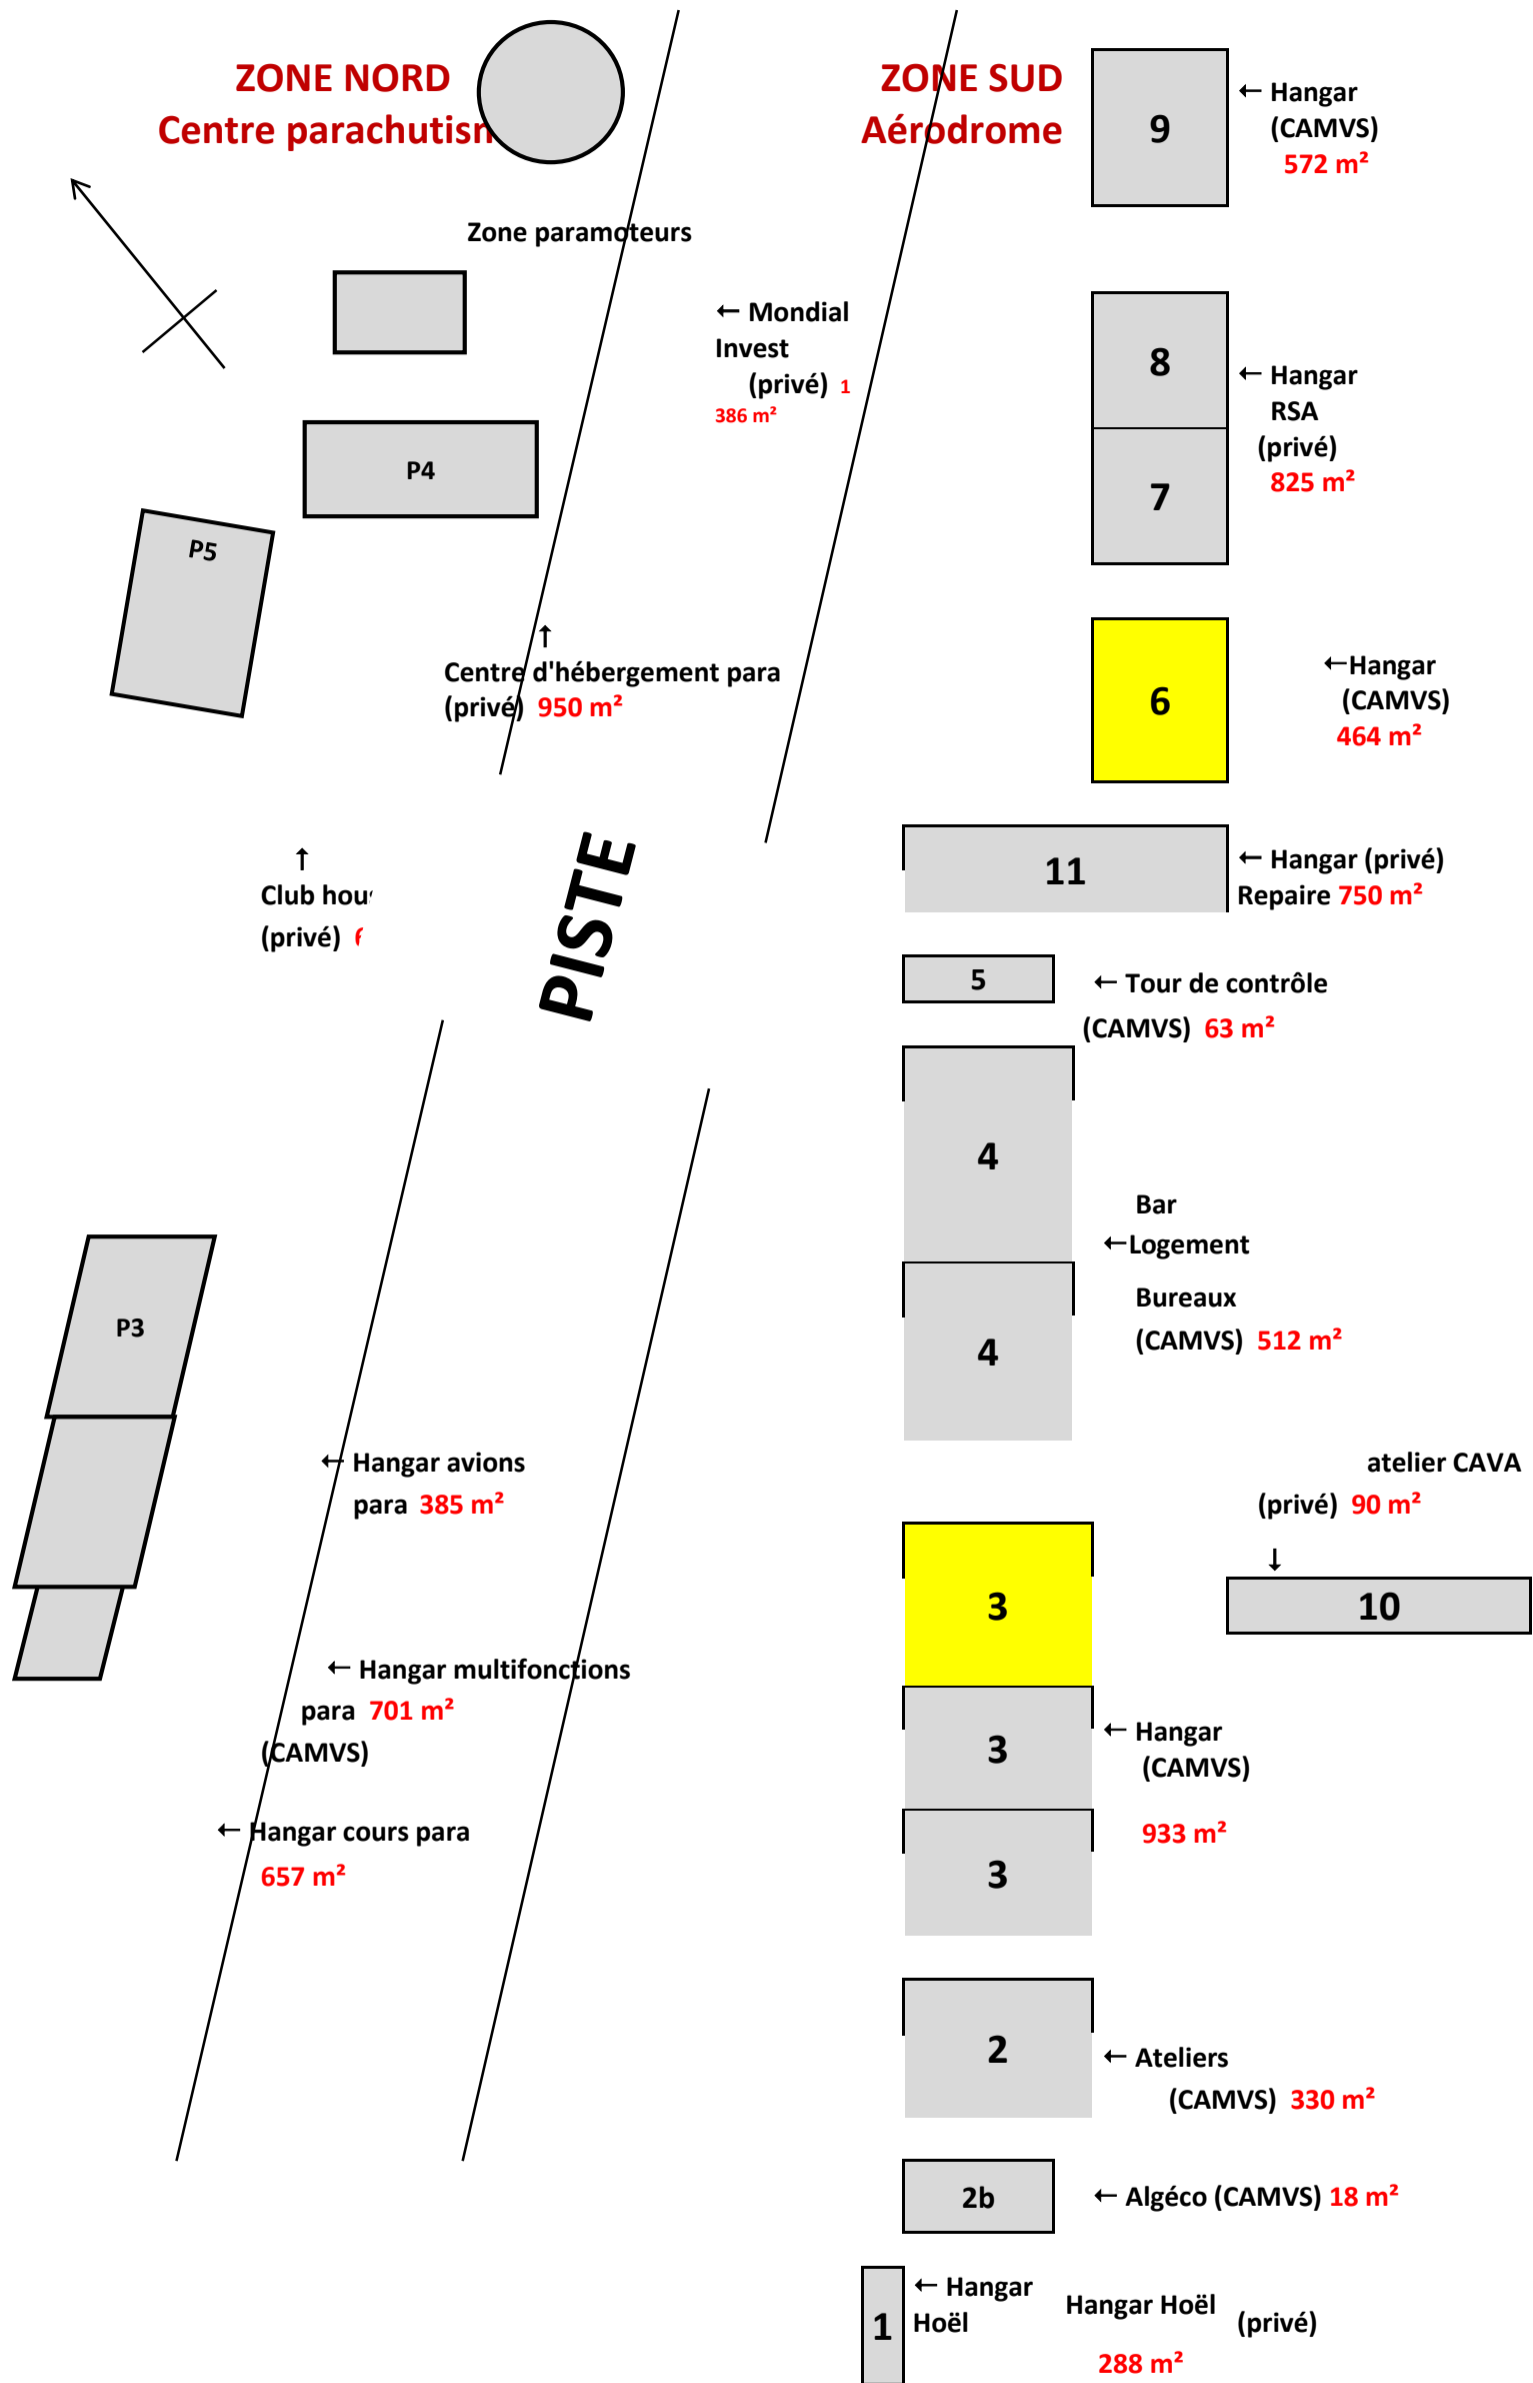 ZONE NORD
Centre parachutisn
ZONE SUD
Aérodrome
9
← Hangar
(CAMVS)
572 m²
Zone paramoteurs
← Mondial
Invest
(privé) 1
386 m²
8
7
← Hangar
RSA
(privé)
825 m²
P4
P5
↑
Centre d'hébergement para
(privé) 950 m²
6
←Hangar
(CAMVS)
464 m²
↑
Club hou
(privé)
PISTE
11
← Hangar (privé)
Repaire 750 m²
5
← Tour de contrôle
(CAMVS) 63 m²
4
4
Bar
←Logement
Bureaux
(CAMVS) 512 m²
P3
← Hangar avions
para 385 m²
atelier CAVA
(privé) 90 m²
↓
10
3
← Hangar multifonctions
para 701 m²
(CAMVS)
3
← Hangar
(CAMVS)
933 m²
← Hangar cours para
657 m²
3
2
← Ateliers
(CAMVS) 330 m²
2b
← Algéco (CAMVS) 18 m²
1
← Hangar
Hoël
Hangar Hoël
(privé)
288 m²